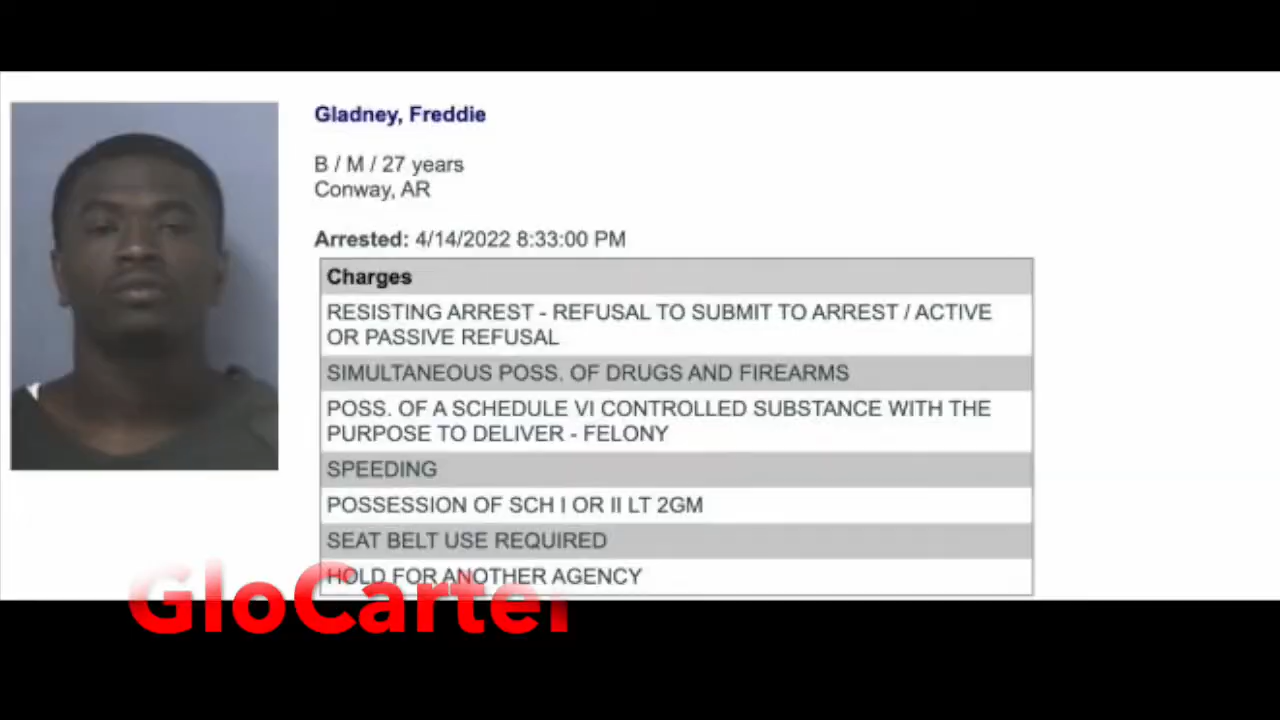 Gladney, Freddie
B / M / 27 years
Conway, AR
Arrested: 4/14/2022 8:33:00 PM
Charges
RESISTING ARREST - REFUSAL TO SUBMIT TO ARREST / ACTIVE
OR PASSIVE REFUSAL
SIMULTANEOUS POSS. OF DRUGS AND FIREARMS
POSS. OF A SCHEDULE VI CONTROLLED SUBSTANCE WITH THE
PURPOSE TO DELIVER - FELONY
SPEEDING
POSSESSION OF SCH I OR II LT 2GM
SEAT BELT USE REQUIRED
HOLD FOR ANOTHER AGENCY
GloCarter